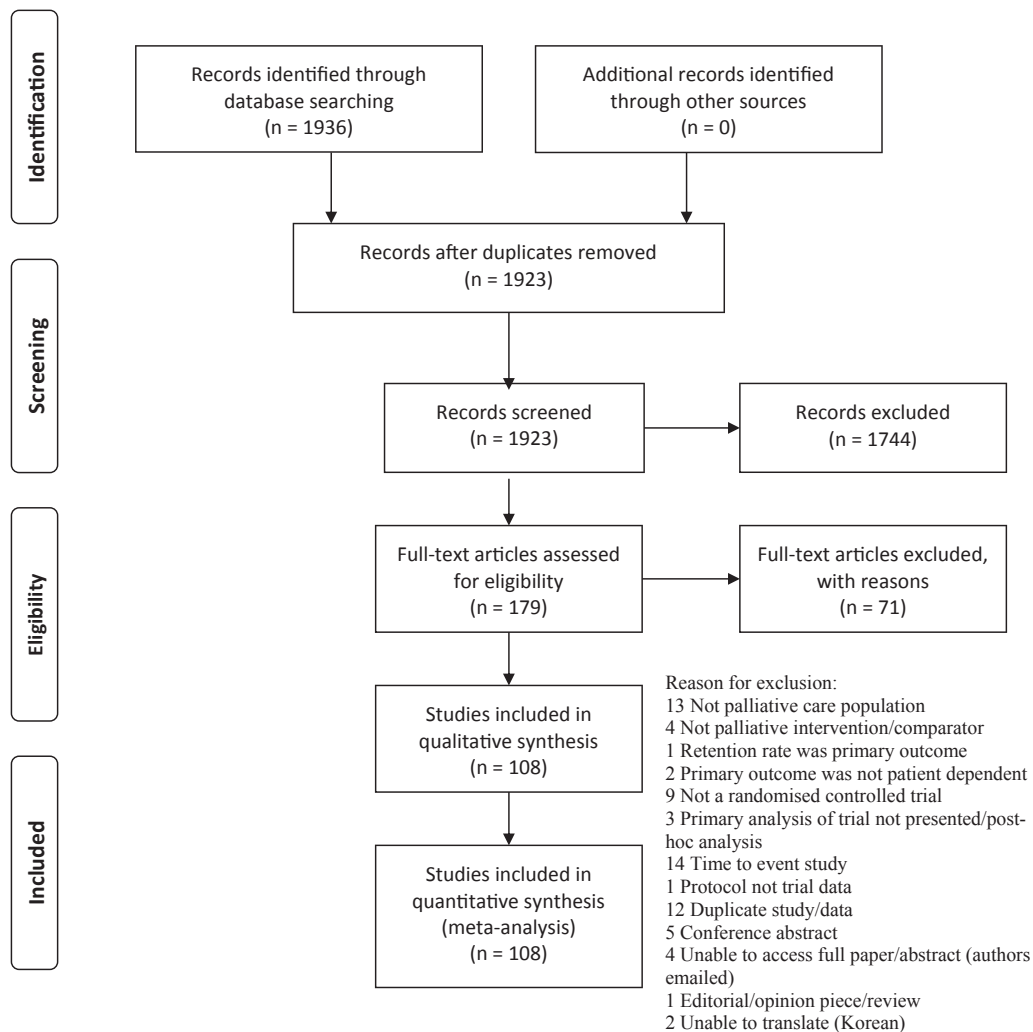 Identification
Records identified through
database searching
(n = 1936)
Additional records identified
through other sources
(n = 0)
Records after duplicates removed
(n = 1923)
Screening
Records screened
(n = 1923)
Records excluded
(n = 1744)
Eligibility
Full-text articles assessed
for eligibility
(n = 179)
Full-text articles excluded,
with reasons
(n = 71)
Studies included in
qualitative synthesis
(n = 108)
Reason for exclusion:
13 Not palliative care population
4 Not palliative intervention/comparator
1 Retention rate was primary outcome
2 Primary outcome was not patient dependent
9 Not a randomised controlled trial
3 Primary analysis of trial not presented/post-
hoc analysis
14 Time to event study
1 Protocol not trial data
12 Duplicate study/data
5 Conference abstract
4 Unable to access full paper/abstract (authors
emailed)
1 Editorial/opinion piece/review
2 Unable to translate (Korean)
Included
Studies included in
quantitative synthesis
(meta-analysis)
(n = 108)